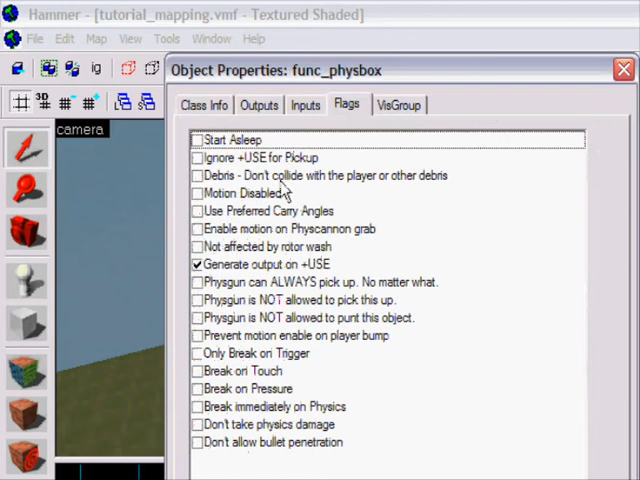 Hammer - [tutorial_mapping.vmf - Textured Shaded]
File Edit Map View Tools Window Help
ig
3D
camera
Object Properties: func_physbox
Class Info Outputs Inputs Flags VisGroup
Start Asleep
Ignore +USE for Pickup
Debris - Don't collide with the player or other debris
Motion Disabled
Use Preferred Carry Angles
Enable motion on Physcannon grab
Not affected by rotor wash
Generate output on +USE
Physgun can ALWAYS pick up. No matter what.
Physgun is NOT allowed to pick this up.
Physgun is NOT allowed to punt this object.
Prevent motion enable on player bump
Only Break on Trigger
Break on Touch
Break on Pressure
Break immediately on Physics
Don't take physics damage
Don't allow bullet penetration